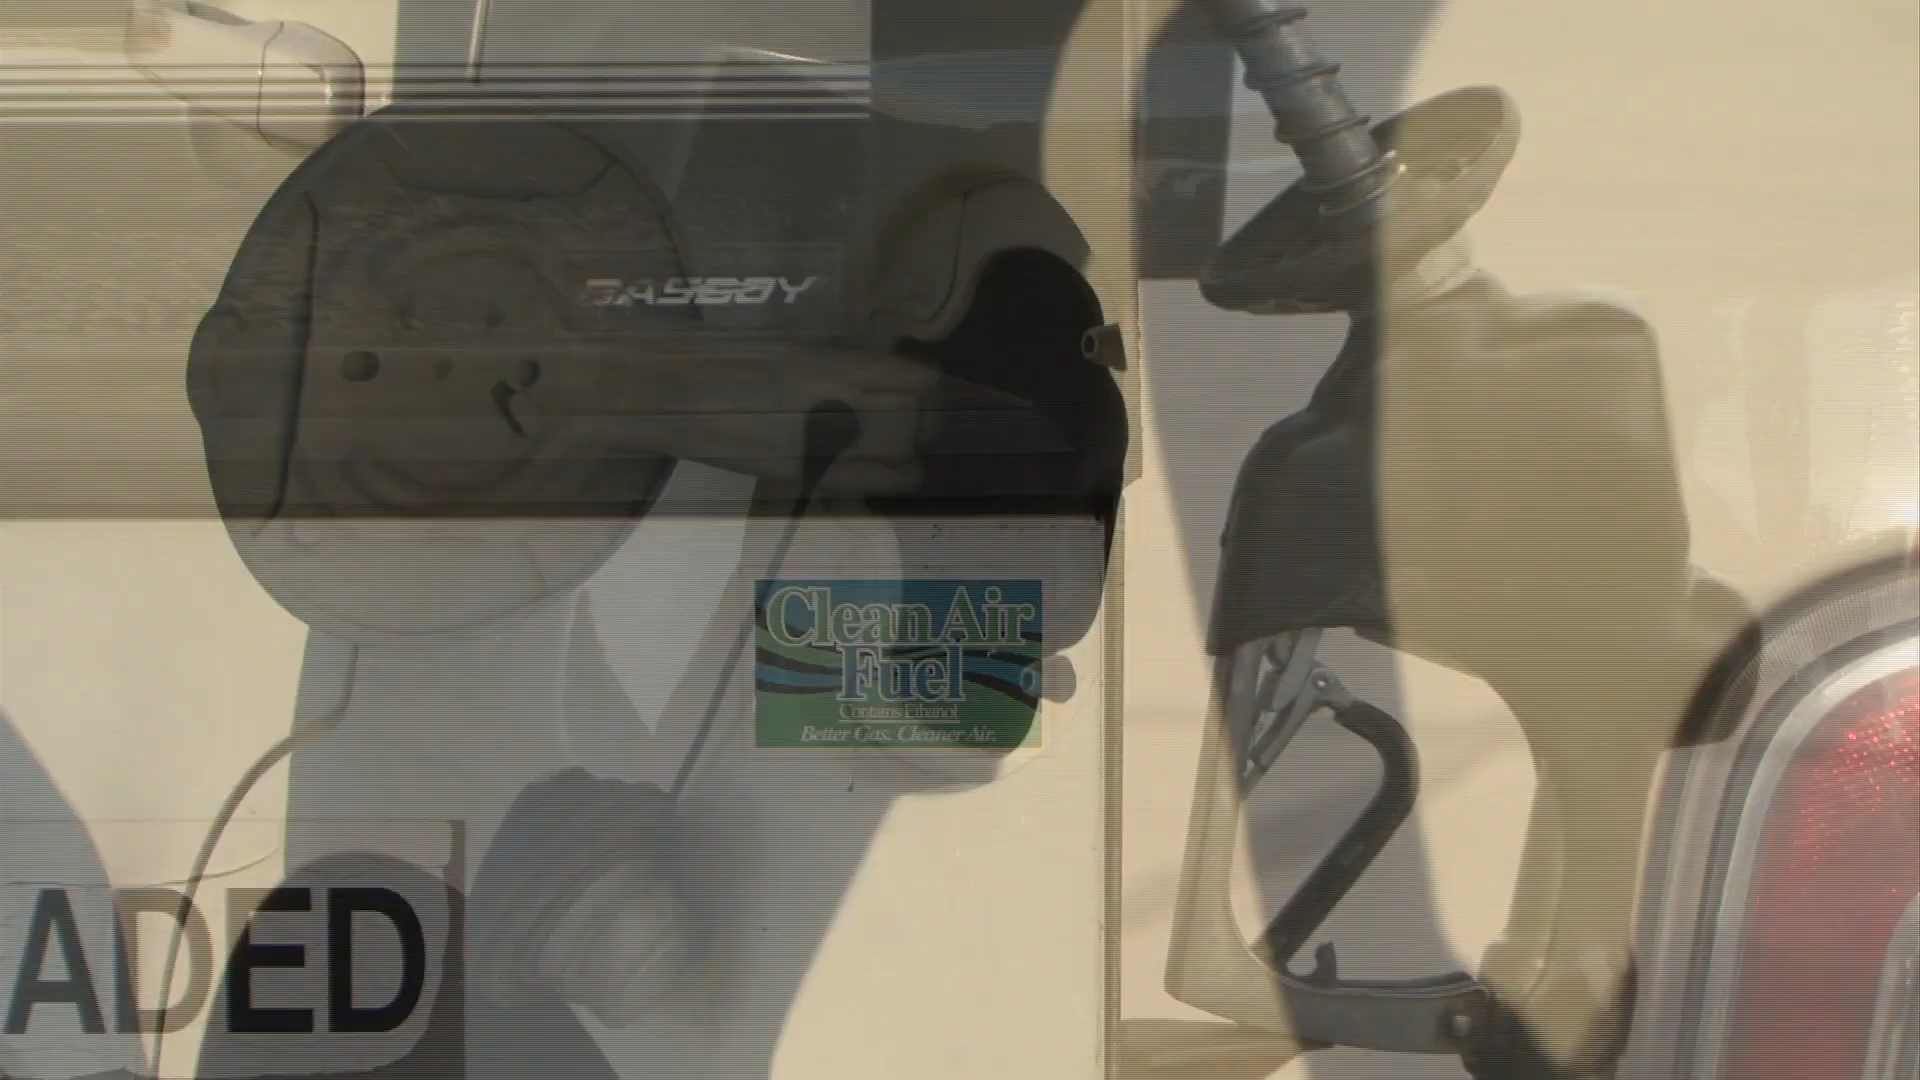 GASBOY
Clean Air
Fuel
Contains Ethanol
Better Gas. Cleaner Air.
ADED